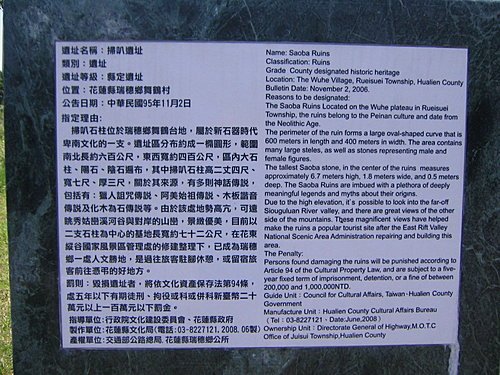 遺址名稱：掃叭遺址
類別：遺址
遺址等級：縣定遺址
位置：花蓮縣瑞穗鄉舞鶴村
公告日期：中華民國95年11月2日
指定理由：
掃叭石柱位於瑞穗鄉舞鶴台地，屬於新石器時代
卑南文化的一支。遺址區分布約成一橢圓形，範圍
南北長約六百公尺，東西寬約四百公尺，區內大石
柱、陽石、陰石遍布，其中掃叭石柱高二丈四尺、
寬七尺、厚三尺，關於其來源，有多則神話傳說，
包括有：獵人詛咒傳說、阿美始祖傳說、木板諧音
傳說及化木為石傳說等。由於該處地勢高亢，可遠
眺秀姑巒溪河谷與對岸的山巒，景緻優美，目前以
二支石柱為中心的基地長寬約七十二公尺，在花東
縱谷國家風景區管理處的修建整理下，已成為瑞穗
鄉一處人文勝地，是過往旅客駐腳休憩，或留宿旅
客前往憑弔的好地方。
罰則：毀損遺址者，將依文化資產保存法第94條，
處五年以下有期徒刑、拘役或科或併科新臺幣二十
萬元以上一百萬元以下罰金。
指導單位：行政院文化建設委員會、花蓮縣政府
製作單位：花蓮縣文化局(電話:03-8227121, 2008. 06製)
產權單位：交通部公路總局、花蓮縣瑞穗鄉公所
Name: Saoba Ruins
Classification: Ruins
Grade County designated historic heritage
Location: The Wuhe Village, Rueisuei Township, Hualien County
Bulletin Date: November 2, 2006.
Reasons to be designated:
The Saoba Ruins Located on the Wuhe plateau in Rueisuei
Township, the ruins belong to the Peinan culture and date from
the Neolithic Age.
The perimeter of the ruin forms a large oval-shaped curve that is
600 meters in length and 400 meters in width. The area contains
many large steles, as well as stones representing male and
female figures.
The tallest Saoba stone, in the center of the ruins measures
approximately 6.7 meters high, 1.8 meters wide, and 0.5 meters
deep. The Saoba Ruins are imbued with a plethora of deeply
meaningful legends and myths about their origins.
Due to the high elevation, it's possible to look into the far-off
Siouguluan River valley, and there are great views of the other
side of the mountains. Tgese magnificent views have helped
make the ruins a popular tourist site after the East Rift Valley
National Scenic Area Administration repairing and building this
area.
The Penalty:
Persons found damaging the ruins will be punished according to
Article 94 of the Cultural Property Law, and are subject to a five-
year fixed term of imprisonment, detention, or a fine of between
200,000 and 1,000,000NTD.
Guide Unit : Council for Cultural Affairs, Taiwan · Hualien County
Government
Manufacture Unit : Hualien County Cultural Affairs Bureau
(Tel : 03-8227121 · Date:June,2008)
Ownership Unit : Directorate General of Highway,M.O.T.C
Office of Juisui Township,Hualien County